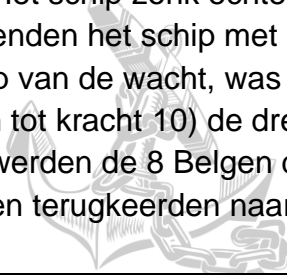 het schip zonk echte
enden het schip met
van de wacht, was
tot kracht 10) de dre
werden de 8 Belgen
en terugkeerden naar